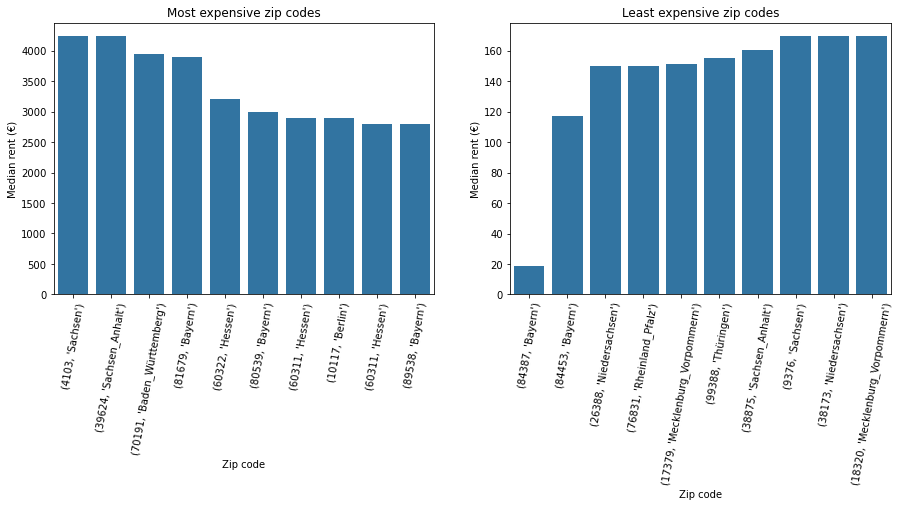 Most expensive zip codes
Median rent (€)
4000
3500
3000
2500
2000
1500
1000
500
0
(4103, 'Sachsen')
(39624, 'Sachsen_Anhalt')
(70191, 'Baden_Württemberg')
(81679, 'Bayern')
(60322, 'Hessen')
(80539, 'Bayern')
(60311, 'Hessen')
(10117, 'Berlin')
(60311, 'Hessen')
(89538, 'Bayern')
Zip code
Least expensive zip codes
Median rent (€)
160
140
120
100
80
60
40
20
0
(84387, 'Bayern')
(84453, 'Bayern')
(26388, 'Niedersachsen')
(76831, 'Rheinland_Pfalz')
(17379, 'Mecklenburg_Vorpommern')
(99388, 'Thüringen')
(38875, 'Sachsen_Anhalt')
(9376, 'Sachsen')
(38173, 'Niedersachsen')
(18320, 'Mecklenburg_Vorpommern')
Zip code